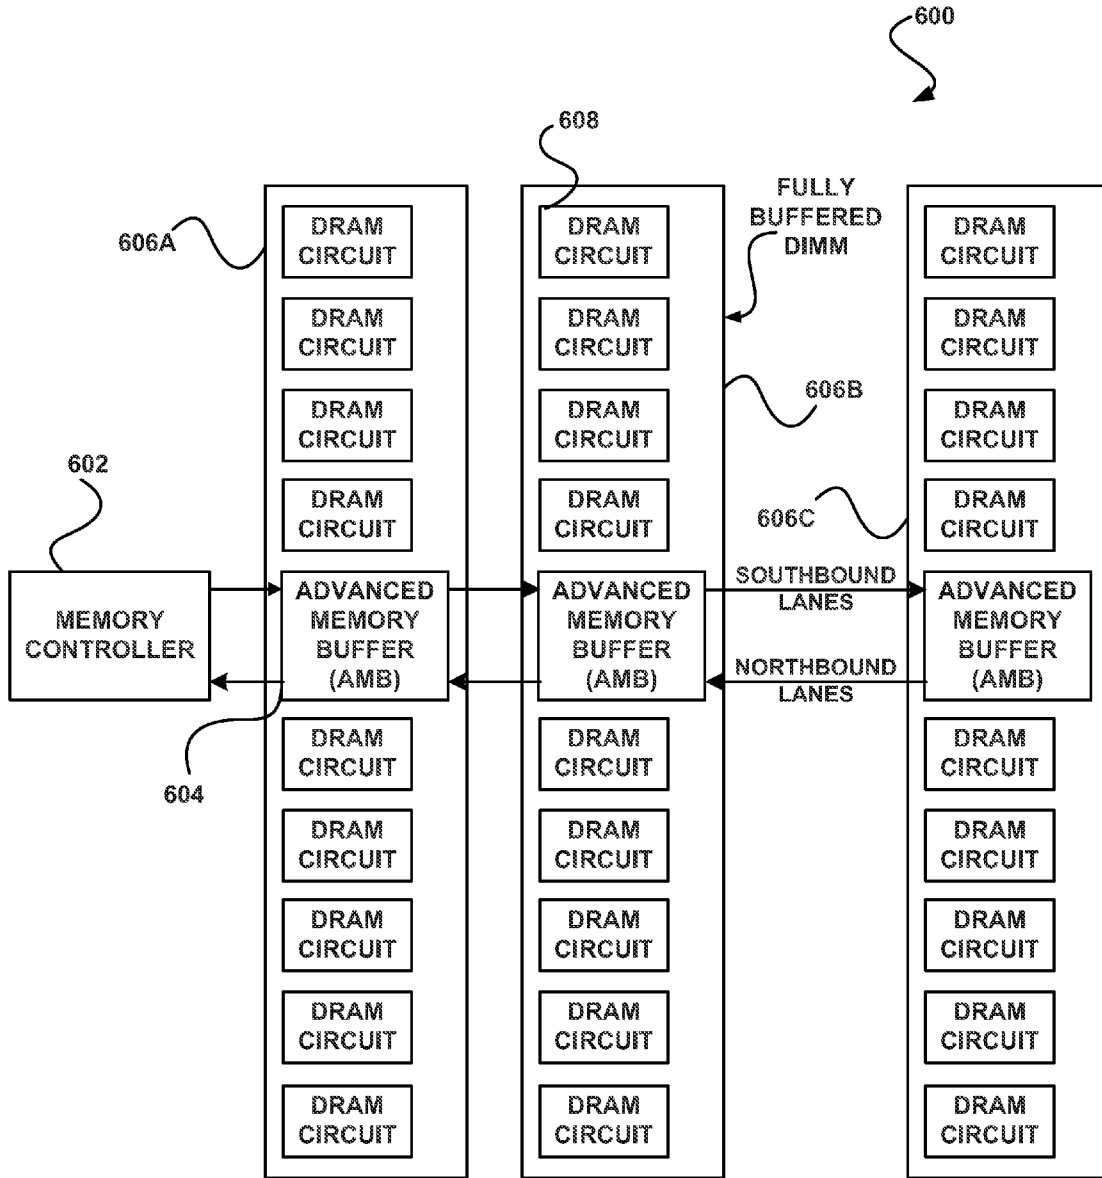 600
608
606A
FULLY
BUFFERED
DIMM
606B
606C
602
604
DRAM
CIRCUIT
DRAM
CIRCUIT
DRAM
CIRCUIT
DRAM
CIRCUIT
MEMORY
CONTROLLER
ADVANCED
MEMORY
BUFFER
(AMB)
DRAM
CIRCUIT
DRAM
CIRCUIT
DRAM
CIRCUIT
DRAM
CIRCUIT
DRAM
CIRCUIT
DRAM
CIRCUIT
DRAM
CIRCUIT
DRAM
CIRCUIT
DRAM
CIRCUIT
ADVANCED
MEMORY
BUFFER
(AMB)
DRAM
CIRCUIT
DRAM
CIRCUIT
DRAM
CIRCUIT
DRAM
CIRCUIT
DRAM
CIRCUIT
SOUTHBOUND
LANES
NORTHBOUND
LANES
DRAM
CIRCUIT
DRAM
CIRCUIT
DRAM
CIRCUIT
DRAM
CIRCUIT
ADVANCED
MEMORY
BUFFER
(AMB)
DRAM
CIRCUIT
DRAM
CIRCUIT
DRAM
CIRCUIT
DRAM
CIRCUIT
DRAM
CIRCUIT